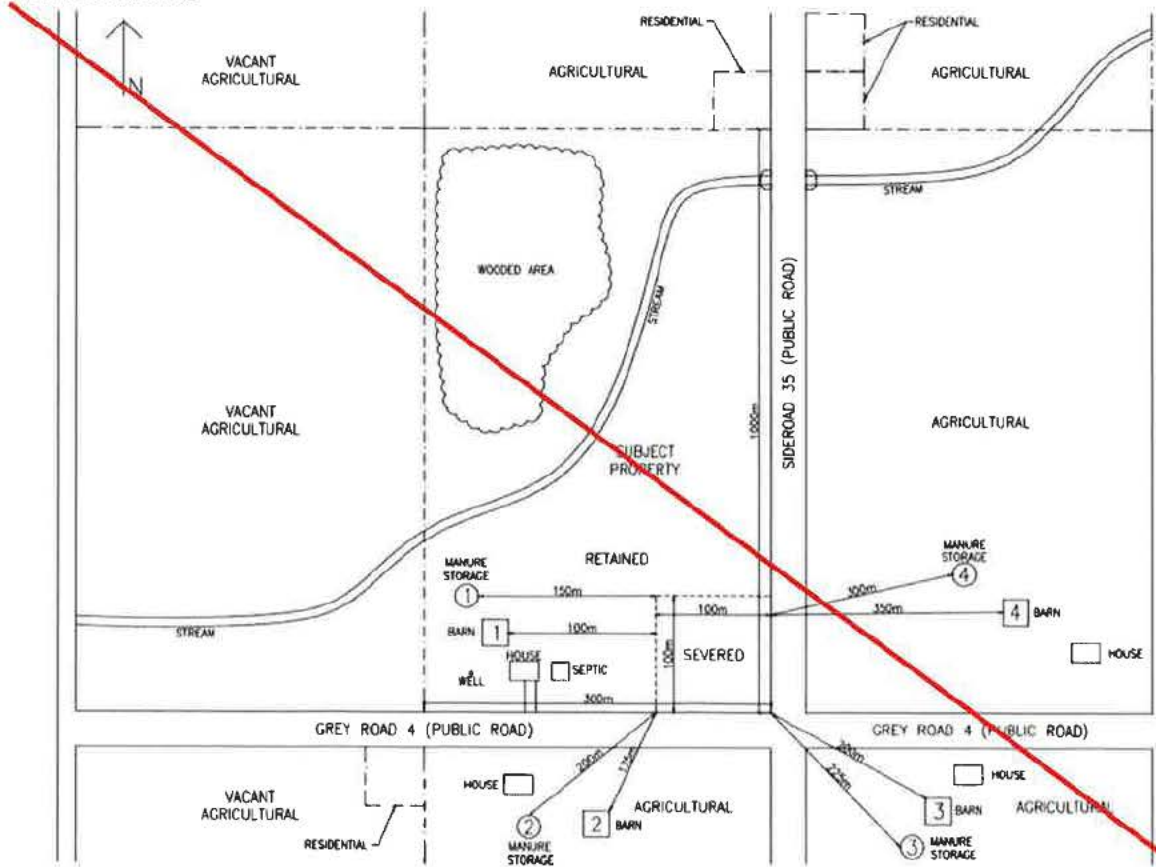 RESIDENTIAL
RESIDENTIAL
N
VACANT
AGRICULTURAL
AGRICULTURAL
AGRICULTURAL
STREAM
WOODED AREA
STREAM
SIDEROAD 35 (PUBLIC ROAD)
1000m
VACANT
AGRICULTURAL
AGRICULTURAL
SUBJECT
PROPERTY
RETAINED
MANURE
STORAGE
1
150m
MANURE
STORAGE
4
300m
100m
350m
4
BARN
STREAM
BARN
1
100m
100m
SEVERED
HOUSE
HOUSE
WELL
SEPTIC
300m
GREY ROAD 4 (PUBLIC ROAD)
GREY ROAD 4 (PUBLIC ROAD)
200m
175m
200m
225m
HOUSE
HOUSE
VACANT
AGRICULTURAL
AGRICULTURAL
AGRICULTURAL
2
2
BARN
3
BARN
RESIDENTIAL
MANURE
STORAGE
3
MANURE
STORAGE